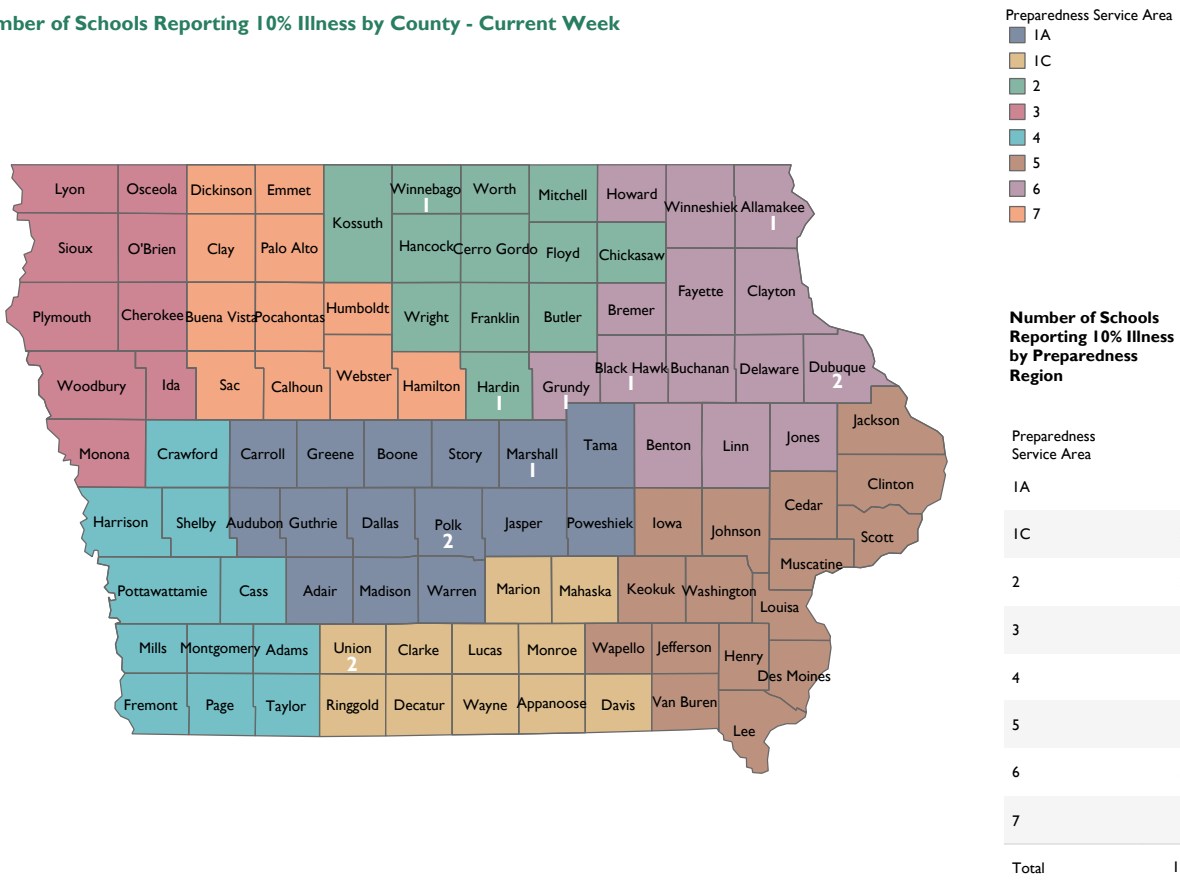 mber of Schools Reporting 10% Illness by County - Current Week
Preparedness Service Area
1A
1C
2
3
4
5
6
7
Lyon
Osceola
Dickinson
Emmet
Kossuth
Winnebago
1
Worth
Mitchell
Howard
Winneshiek
Allamakee
1
Sioux
O'Brien
Clay
Palo Alto
Hancock
Cerro Gordo
Floyd
Chickasaw
Plymouth
Cherokee
Buena Vista
Pocahontas
Humboldt
Wright
Franklin
Butler
Bremer
Fayette
Clayton
Woodbury
Ida
Sac
Calhoun
Webster
Hamilton
Hardin
1
Grundy
1
Black Hawk
1
Buchanan
Delaware
Dubuque
2
Monona
Crawford
Carroll
Greene
Boone
Story
Marshall
1
Tama
Benton
Linn
Jones
Jackson
Clinton
Harrison
Shelby
Audubon
Guthrie
Dallas
Polk
2
Jasper
Poweshiek
Iowa
Johnson
Cedar
Scott
Muscatine
Pottawattamie
Cass
Adair
Madison
Warren
Marion
Mahaska
Keokuk
Washington
Louisa
Mills
Montgomery
Adams
Union
2
Clarke
Lucas
Monroe
Wapello
Jefferson
Henry
Des Moines
Fremont
Page
Taylor
Ringgold
Decatur
Wayne
Appanoose
Davis
Van Buren
Lee
Number of Schools
Reporting 10% Illness
by Preparedness
Region
Preparedness
Service Area
1A
1C
2
3
4
5
6
7
Total 1